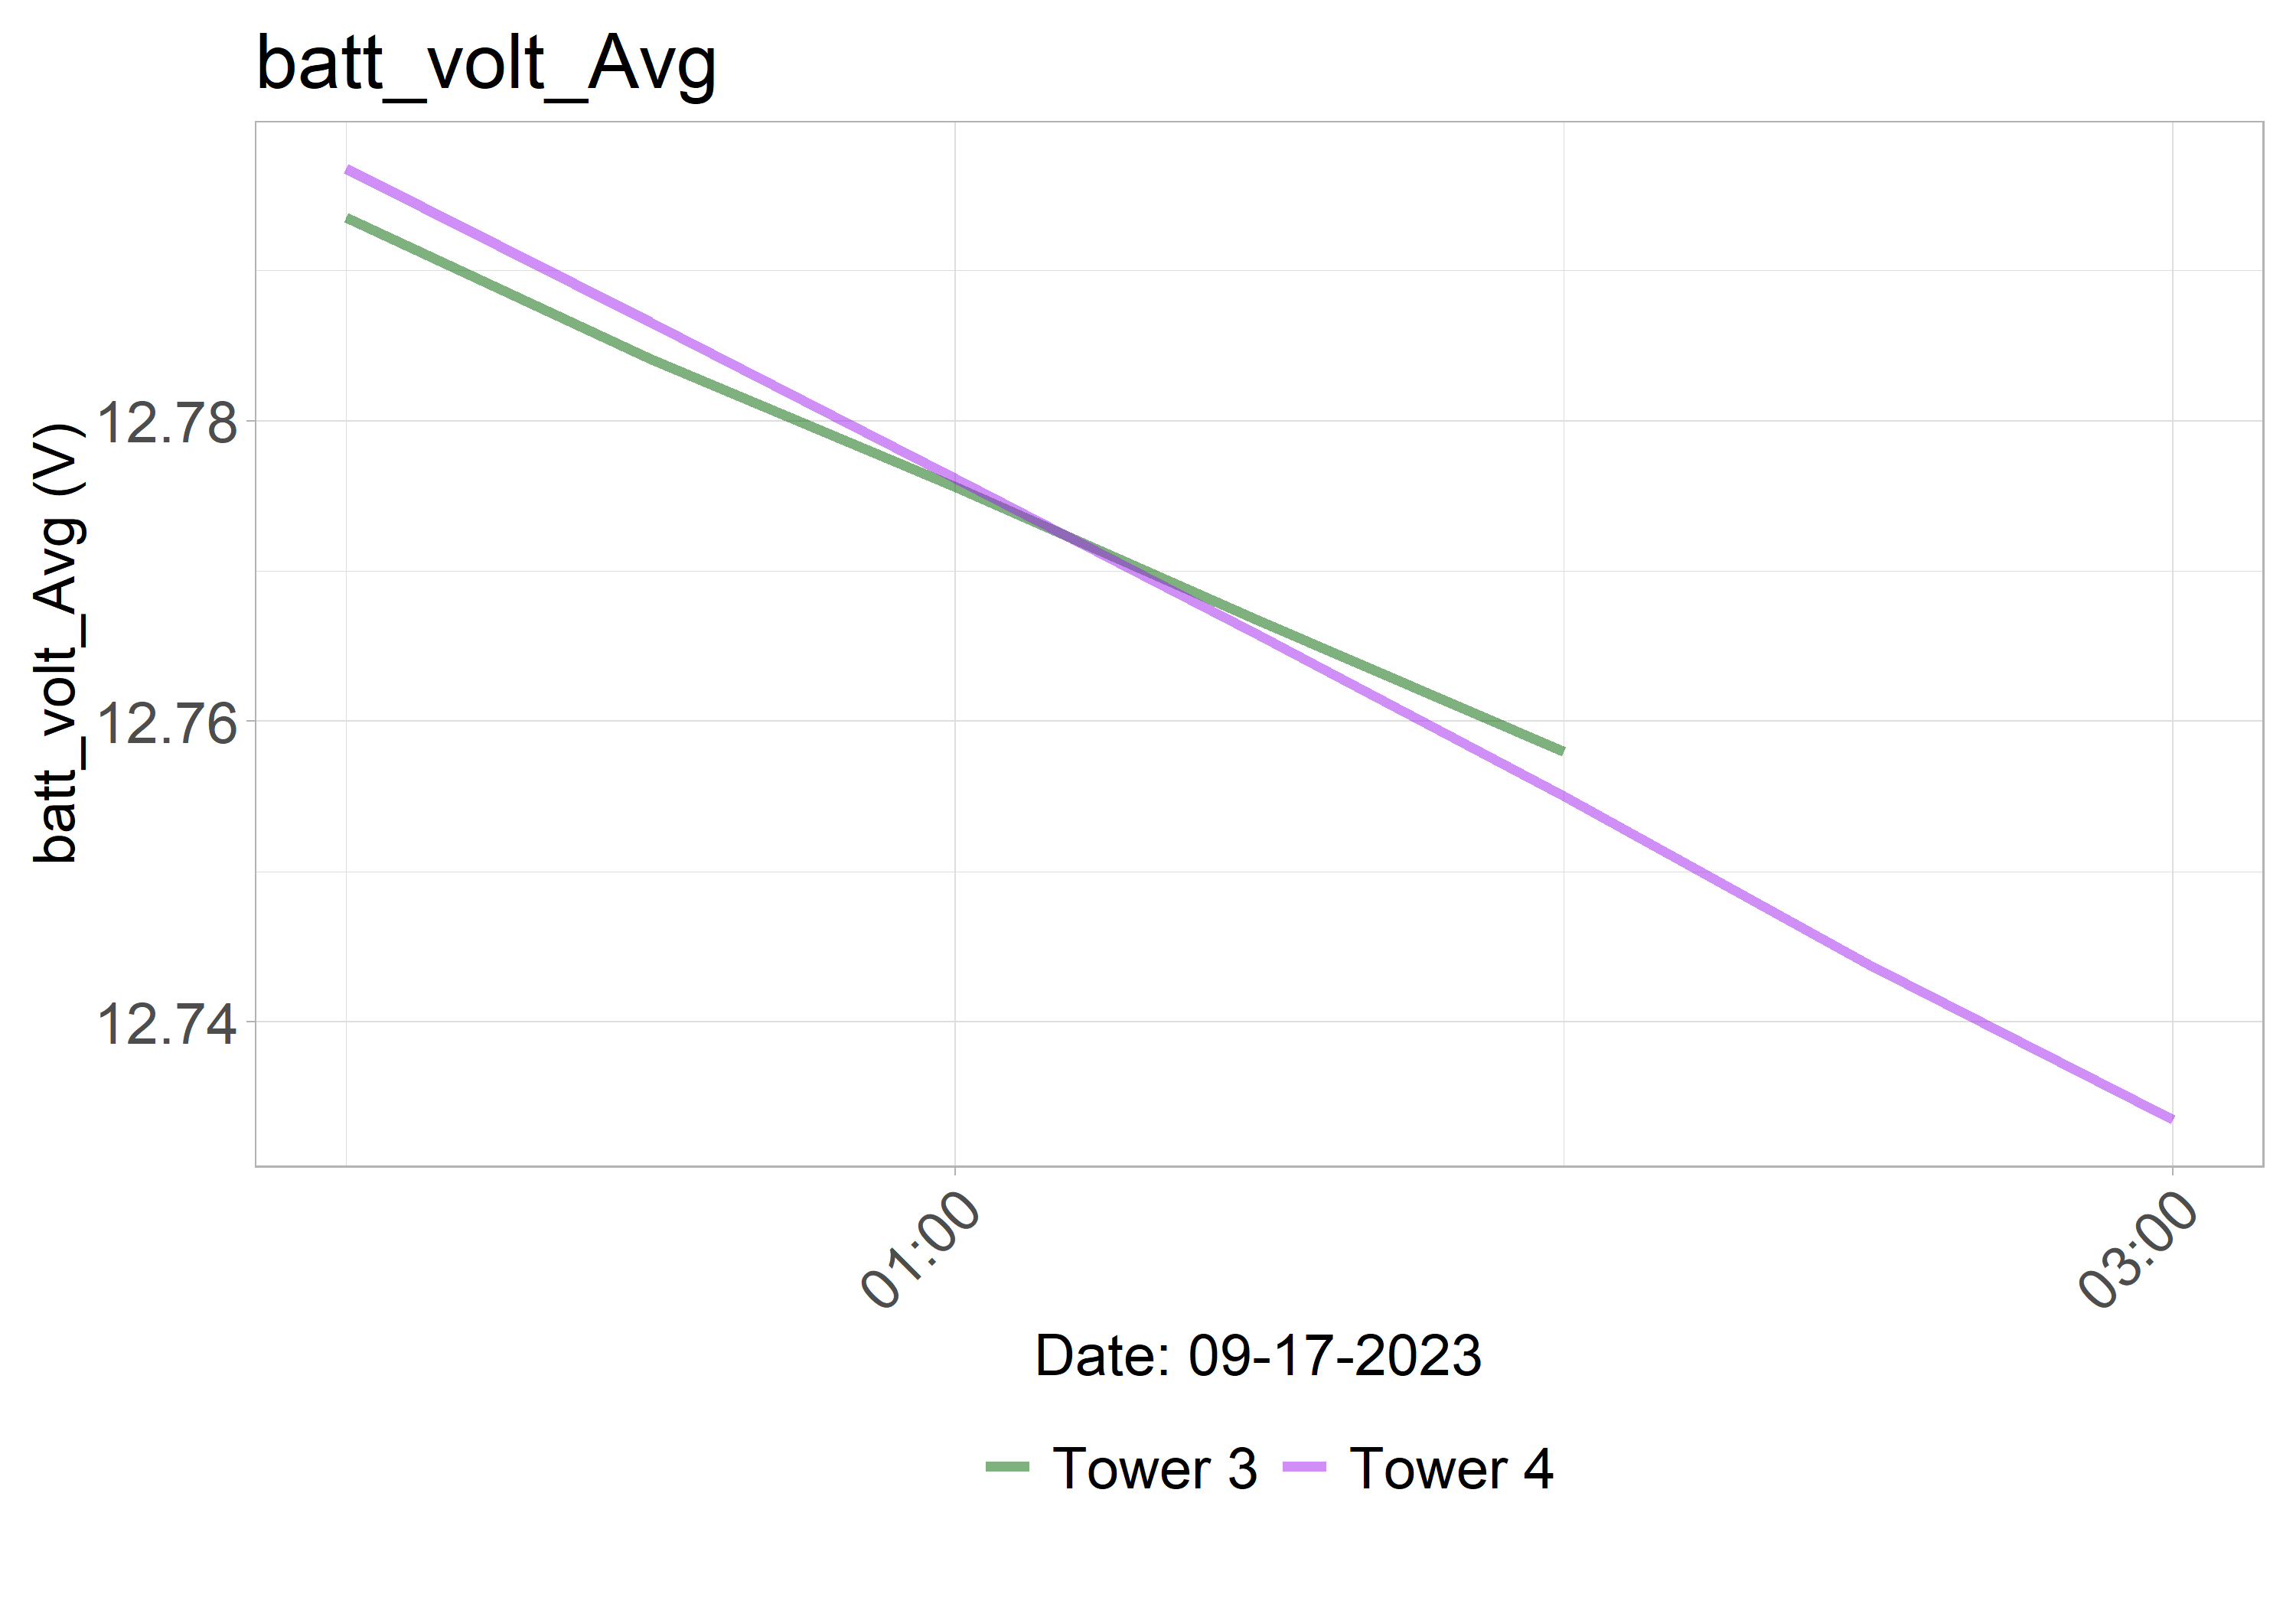 batt_volt_Avg
batt_volt_Avg (V)
12.78
12.76
12.74
01:00
03:00
Date: 09-17-2023
Tower 3 Tower 4